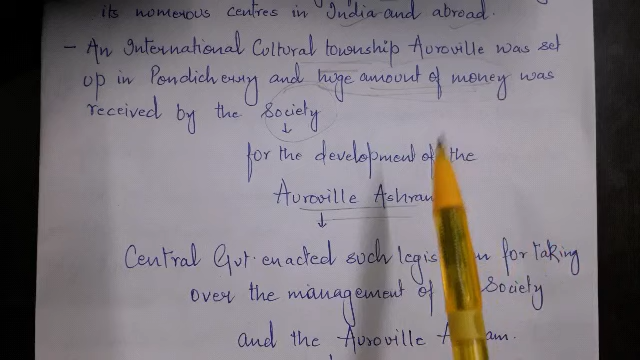 its numerous centres in India and abroad.
- An International Cultural township Auroville was set
up in Pondicherry and huge amount of money was
received by the Society
for the development of the
Auroville Ashram
Central Gvt. enacted such for taking
over the management of Society
and the Auroville